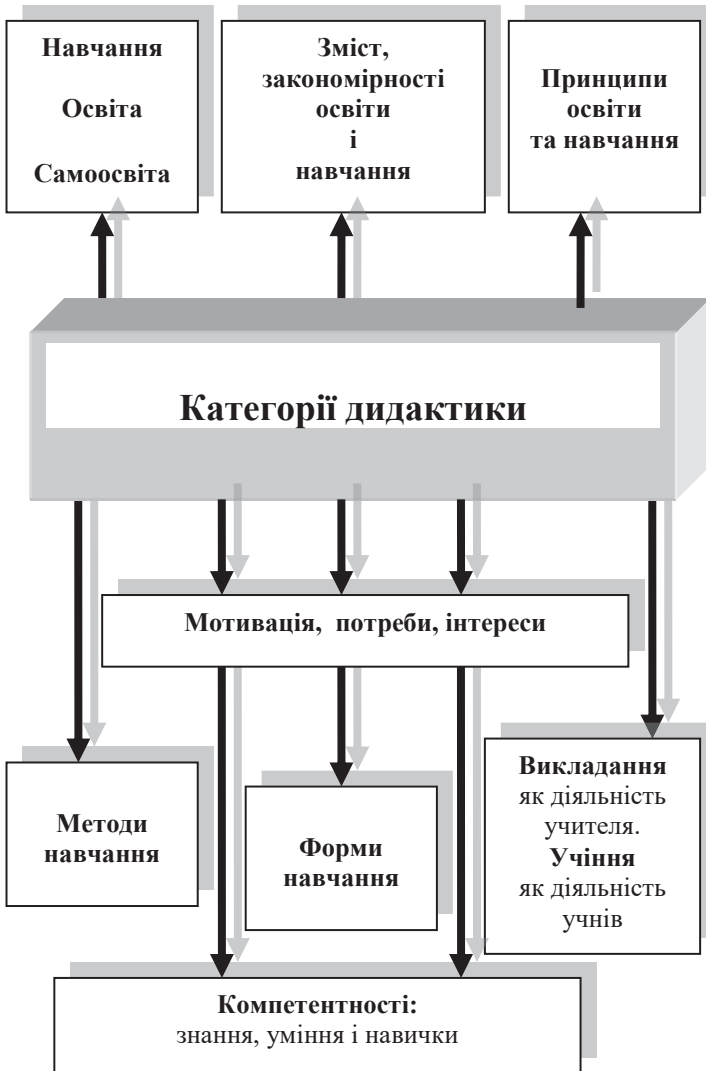 Навчання
Освіта
Самоосвіта
Зміст,
закономірності
освіти
і
навчання
Принципи
освіти
та навчання
Категорії дидактики
Мотивація, потреби, інтереси
Методи
навчання
Форми
навчання
Викладання
як діяльність
учителя.
Учіння
як діяльність
учнів
Компетентності:
знання, уміння і навички